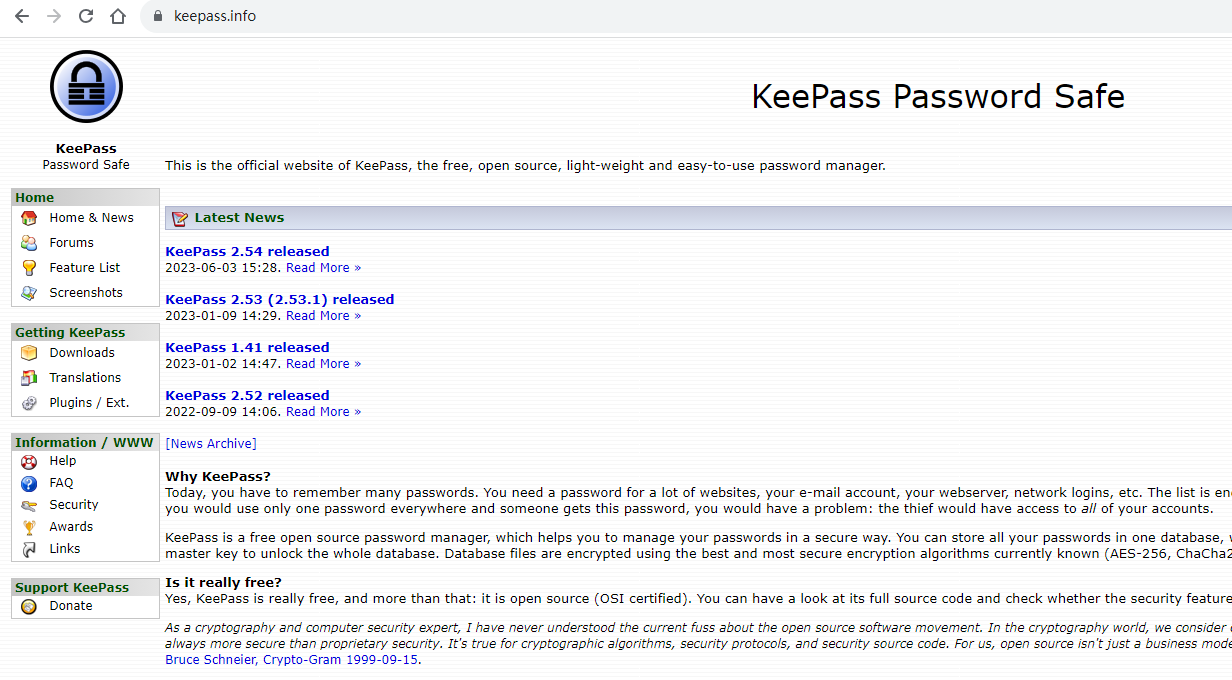 keepass.info
KeePass
Password Safe
KeePass Password Safe
This is the official website of KeePass, the free, open source, light-weight and easy-to-use password manager.
Home
Home & News
Forums
Feature List
Screenshots
Getting KeePass
Downloads
Translations
Plugins / Ext.
Information / WWW
Help
FAQ
Security
Awards
Links
Support KeePass
Donate
Latest News
KeePass 2.54 released
2023-06-03 15:28. Read More »
KeePass 2.53 (2.53.1) released
2023-01-09 14:29. Read More »
KeePass 1.41 released
2023-01-02 14:47. Read More »
KeePass 2.52 released
2022-09-09 14:06. Read More »
[News Archive]
Why KeePass?
Today, you have to remember many passwords. You need a password for a lot of websites, your e-mail account, your webserver, network logins, etc. The list is
you would use only one password everywhere and someone gets this password, you would have a problem: the thief would have access to all of your accounts.
KeePass is a free open source password manager, which helps you to manage your passwords in a secure way. You can store all your passwords in one database,
master key to unlock the whole database. Database files are encrypted using the best and most secure encryption algorithms currently known (AES-256,
Is it really free?
Yes, KeePass is really free, and more than that: it is open source (OSI certified). You can have a look at its full source code and check whether the security feature
As a cryptography and computer security expert, I have never understood the current fuss about the open source software movement. In the cryptography world, we consider
always more secure than proprietary security. It's true for cryptographic algorithms, security protocols, and security source code. For us, open source isn't just a business
Bruce Schneier, Crypto-Gram 1999-09-15.